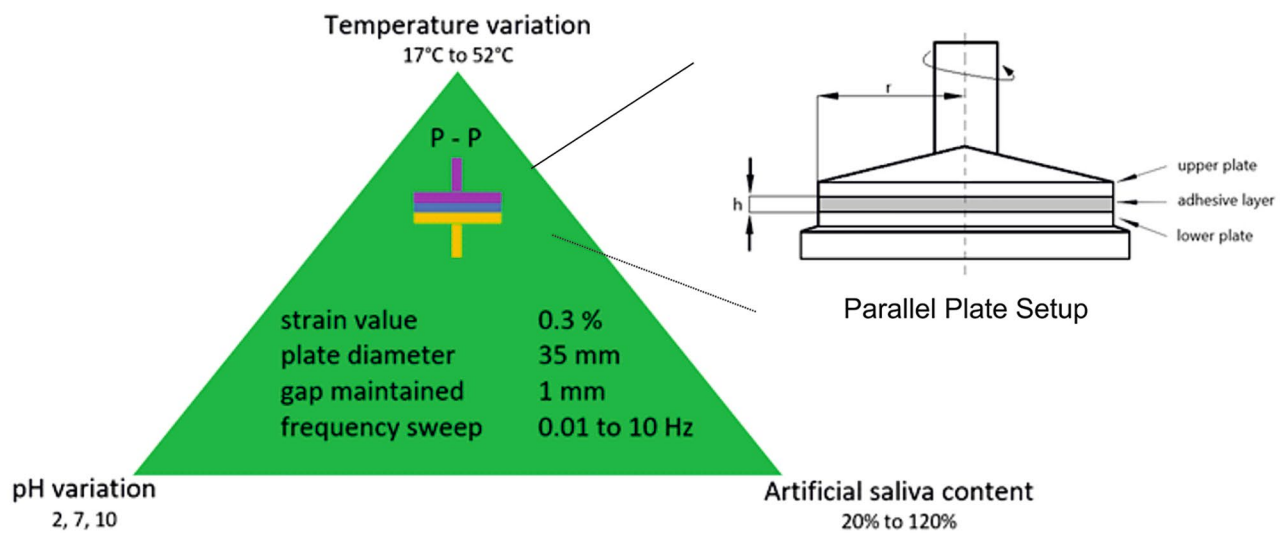 Temperature variation
17°C to 52°C
P - P
strain value 0.3 %
plate diameter 35 mm
gap maintained 1 mm
frequency sweep 0.01 to 10 Hz
pH variation
2, 7, 10
Artificial saliva content
20% to 120%
r
h
upper plate
adhesive layer
lower plate
Parallel Plate Setup